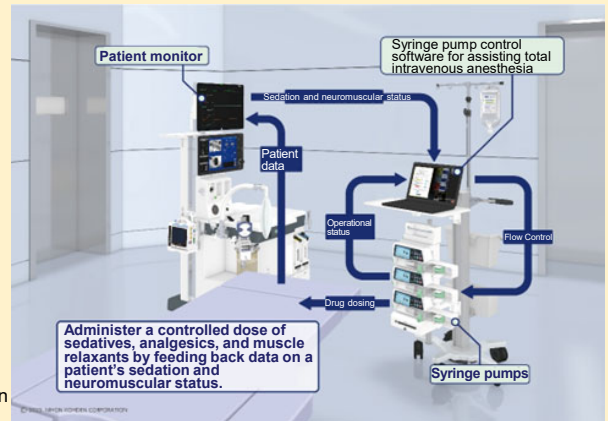 Patient monitor
Syringe pump control
software for assisting total
intravenous anesthesia
Sedation and neuromuscular status
Patient
data
Operational
status
Flow Control
Drug dosing
Administer a controlled dose of
sedatives, analgesics, and muscle
relaxants by feeding back data on a
patient's sedation and
neuromuscular status.
Syringe pumps
n